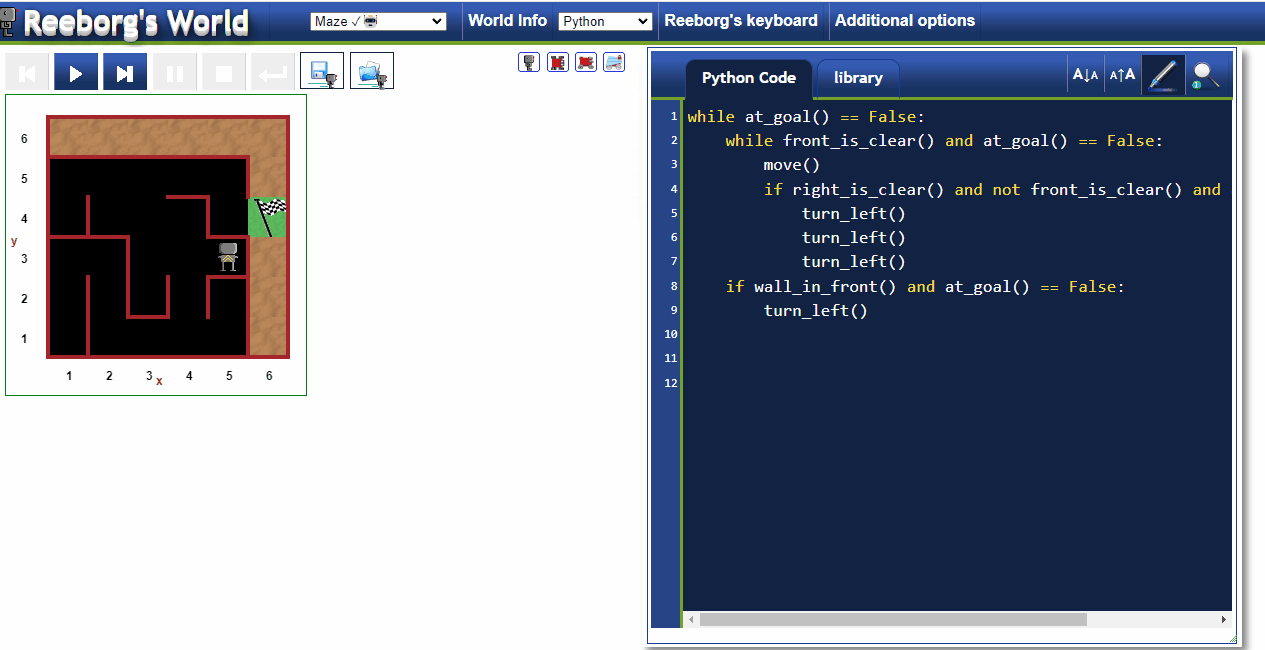 Reeborg's World
Maze ✓
World Info
Python
Reeborg's keyboard
Additional options
Python Code
library
A↓A
A↑A
1
6
5
4
y
3
2
1
1 2 3 x 4 5 6
1 while at_goal() == False:
2 while front_is_clear() and at_goal() == False:
3 move()
4 if right_is_clear() and not front_is_clear() and
5 turn_left()
6 turn_left()
7 turn_left()
8 if wall_in_front() and at_goal() == False:
9 turn_left()
10
11
12